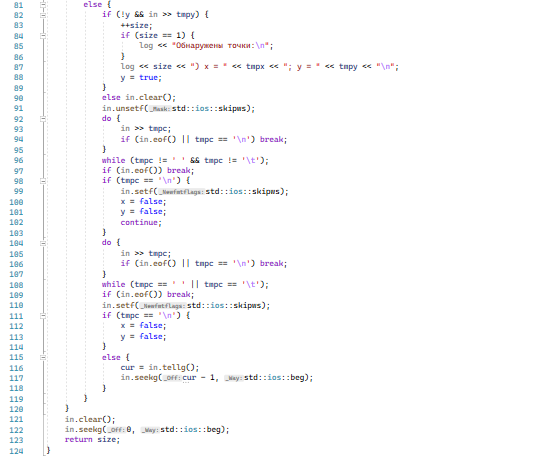 81 else {
82 if (!y && in >> tmpy) {
83 ++size;
84 if (size == 1) {
85 log << "Обнаружены точки:\n";
86 }
87 log << size << ") x = " << tmpx << "; y = " << tmpy << "\n";
88 y = true;
89 }
90 else in.clear();
91 in.unsetf(_Mask:std::ios::skipws);
92 do {
93 in >> tmpc;
94 if (in.eof() || tmpc == '\n') break;
95 }
96 while (tmpc != ' ' && tmpc != '\t');
97 if (in.eof()) break;
98 if (tmpc == '\n') {
99 in.setf(_Newfmtflags:std::ios::skipws);
100 x = false;
101 y = false;
102 continue;
103 }
104 do {
105 in >> tmpc;
106 if (in.eof() || tmpc == '\n') break;
107 }
108 while (tmpc == ' ' || tmpc == '\t');
109 if (in.eof()) break;
110 in.setf(_Newfmtflags:std::ios::skipws);
111 if (tmpc == '\n') {
112 x = false;
113 y = false;
114 }
115 else {
116 cur = in.tellg();
117 in.seekg(_Off:cur - 1, _Way:std::ios::beg);
118 }
119 }
120 }
121 in.clear();
122 in.seekg(_Off:0, _Way:std::ios::beg);
123 return size;
124 }